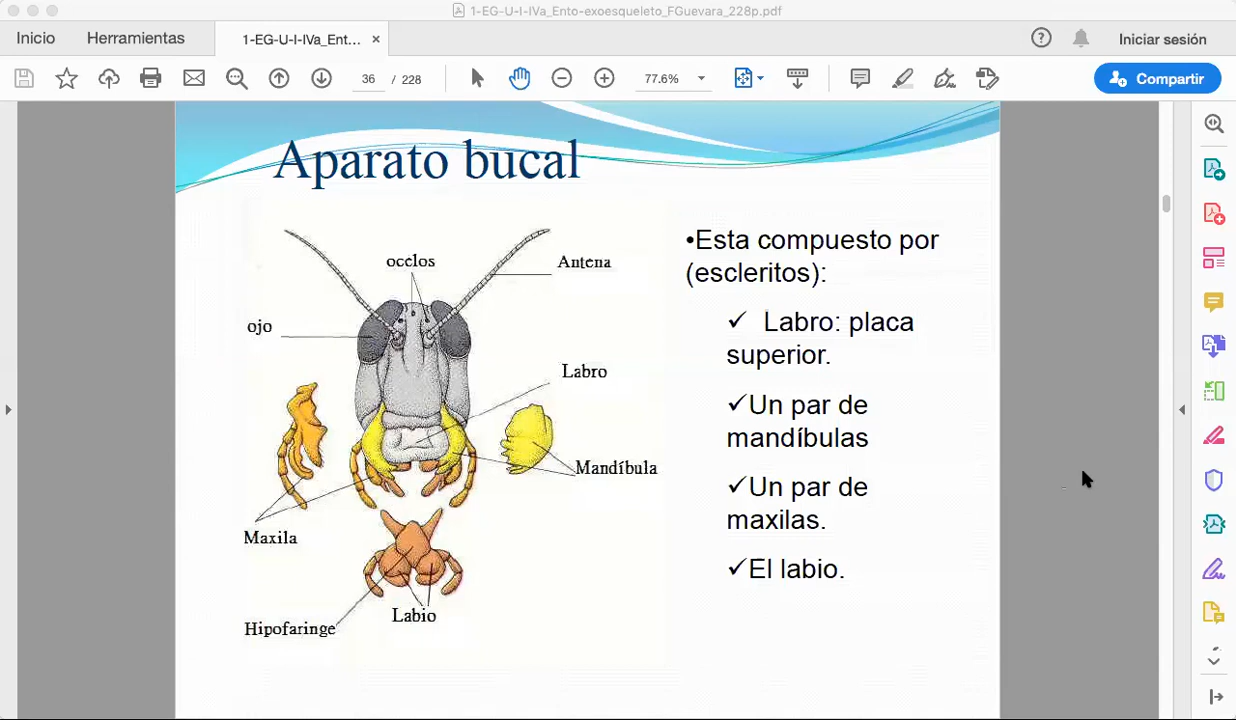 1-EG-U-I-IVa_Ento-exoesqueleto_FGuevara_228p.pdf
Inicio
Herramientas
1-EG-U-I-IVa_Ent...
Iniciar sesión
36 / 228
77.6%
Compartir
Aparato bucal
ocelos
Antena
ojo
Labro
Mandíbula
Maxila
Labio
Hipofaringe
•Esta compuesto por
(escleritos):
✓ Labro: placa
superior.
✓Un par de
mandíbulas
✓Un par de
maxilas.
✓El labio.